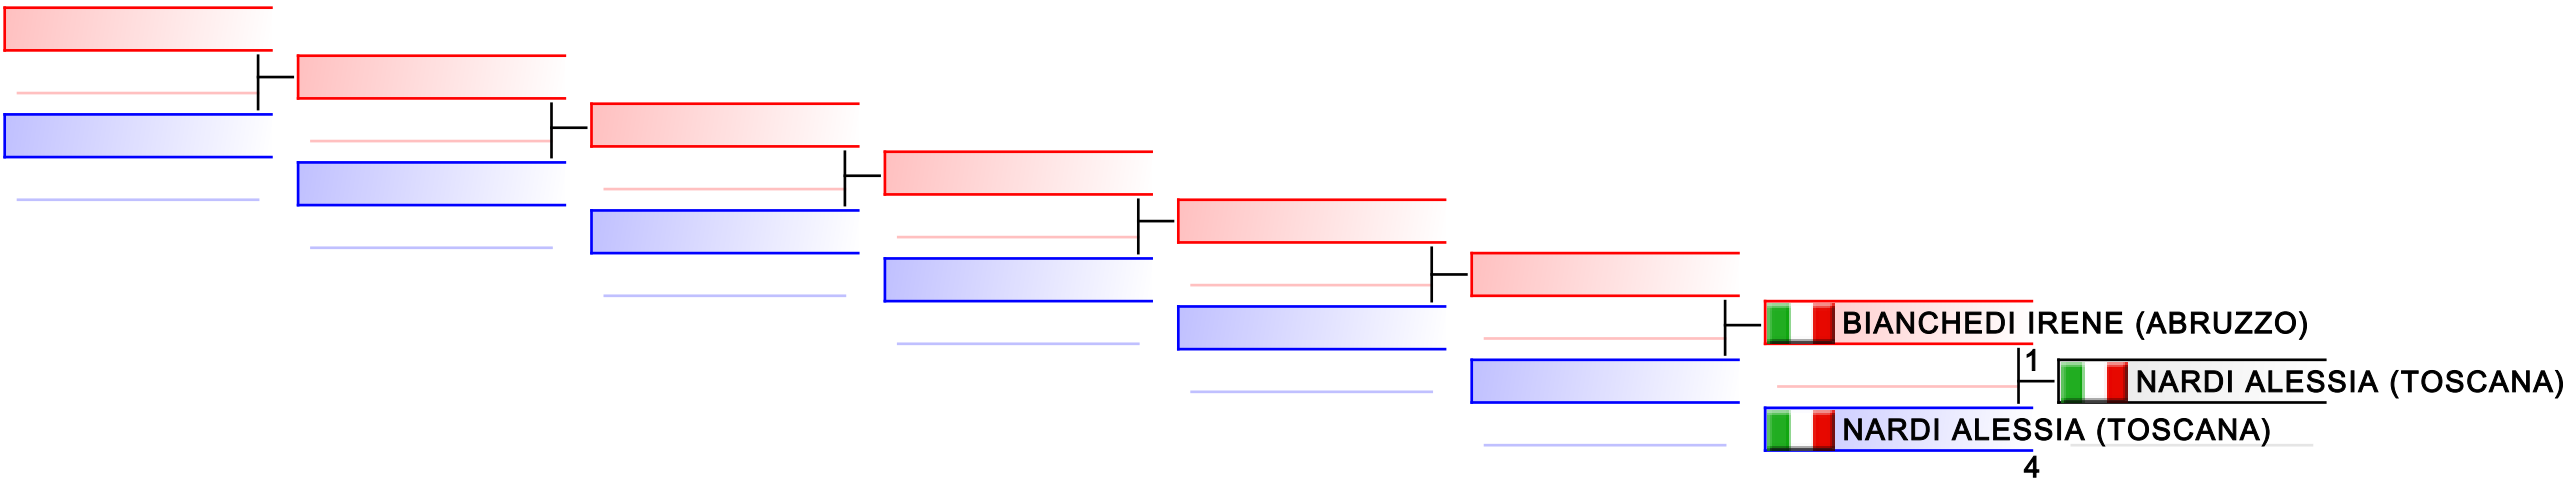 BIANCHEDI IRENE (ABRUZZO)
1
NARDI ALESSIA (TOSCANA)
NARDI ALESSIA (TOSCANA)
4